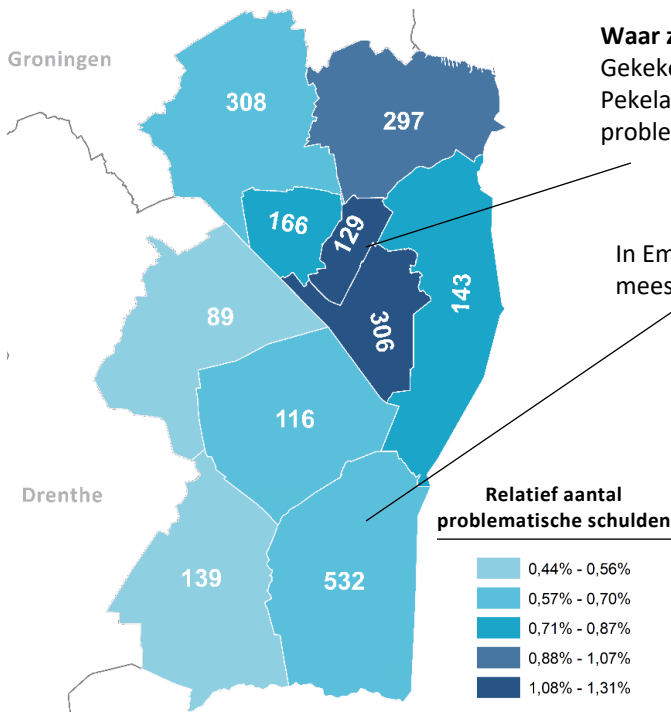 Groningen
Waar z
Gekeke
Pekela
proble
308
297
166
129
In Em
mees
143
89
306
116
Drenthe
Relatief aantal
problematische schulden
139
532
0,44% - 0,56%
0,57% - 0,70%
0,71% - 0,87%
0,88% - 1,07%
1,08% - 1,31%